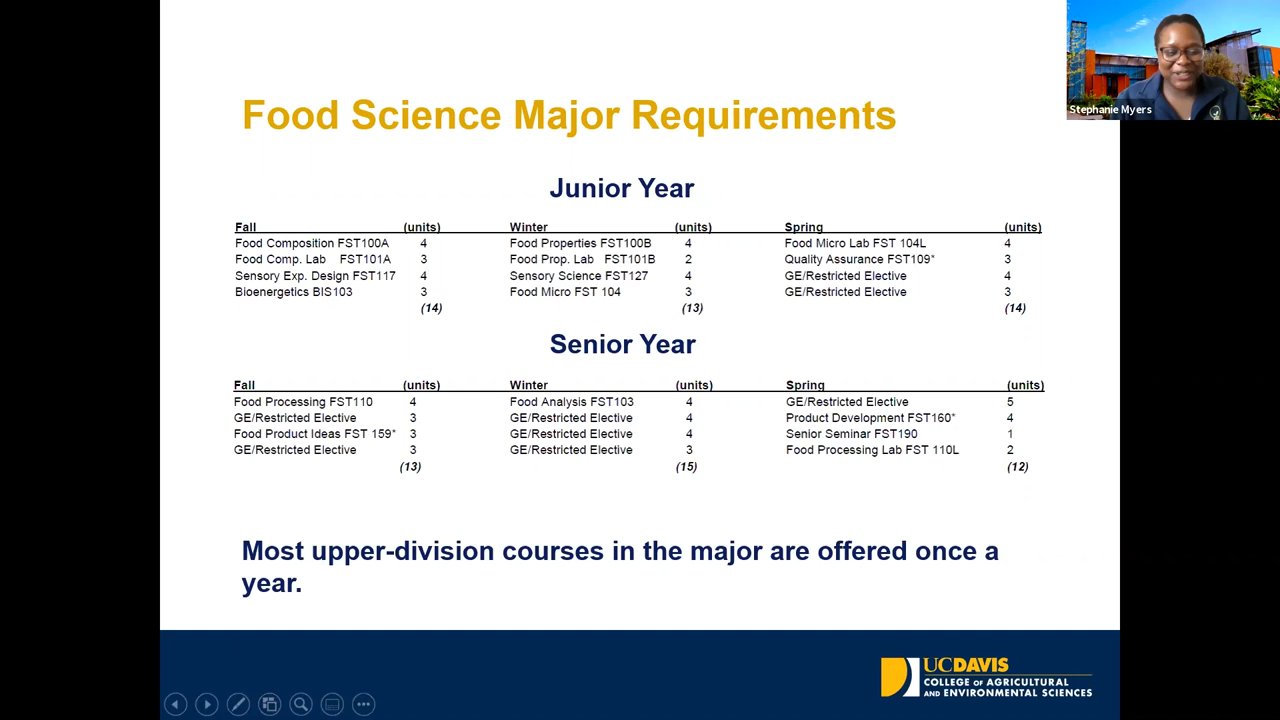 Stephanie Myers
Food Science Major Requirements
Junior Year
Fall (units) Winter (units) Spring (units)
Food Composition FST100A 4 Food Properties FST100B 4 Food Micro Lab FST 104L 4
Food Comp. Lab FST101A 3 Food Prop. Lab FST101B 2 Quality Assurance FST109* 3
Sensory Exp. Design FST117 4 Sensory Science FST127 4 GE/Restricted Elective 4
Bioenergetics BIS103 3 Food Micro FST 104 3 GE/Restricted Elective 3
(14) (13) (14)
Senior Year
Fall (units) Winter (units) Spring (units)
Food Processing FST110 4 Food Analysis FST103 4 GE/Restricted Elective 5
GE/Restricted Elective 3 GE/Restricted Elective 4 Product Development FST160* 4
Food Product Ideas FST 159* 3 GE/Restricted Elective 4 Senior Seminar FST190 1
GE/Restricted Elective 3 GE/Restricted Elective 3 Food Processing Lab FST 110L 2
(13) (15) (12)
Most upper-division courses in the major are offered once a
year.
UCDAVIS
COLLEGE OF AGRICULTURAL
AND ENVIRONMENTAL SCIENCES